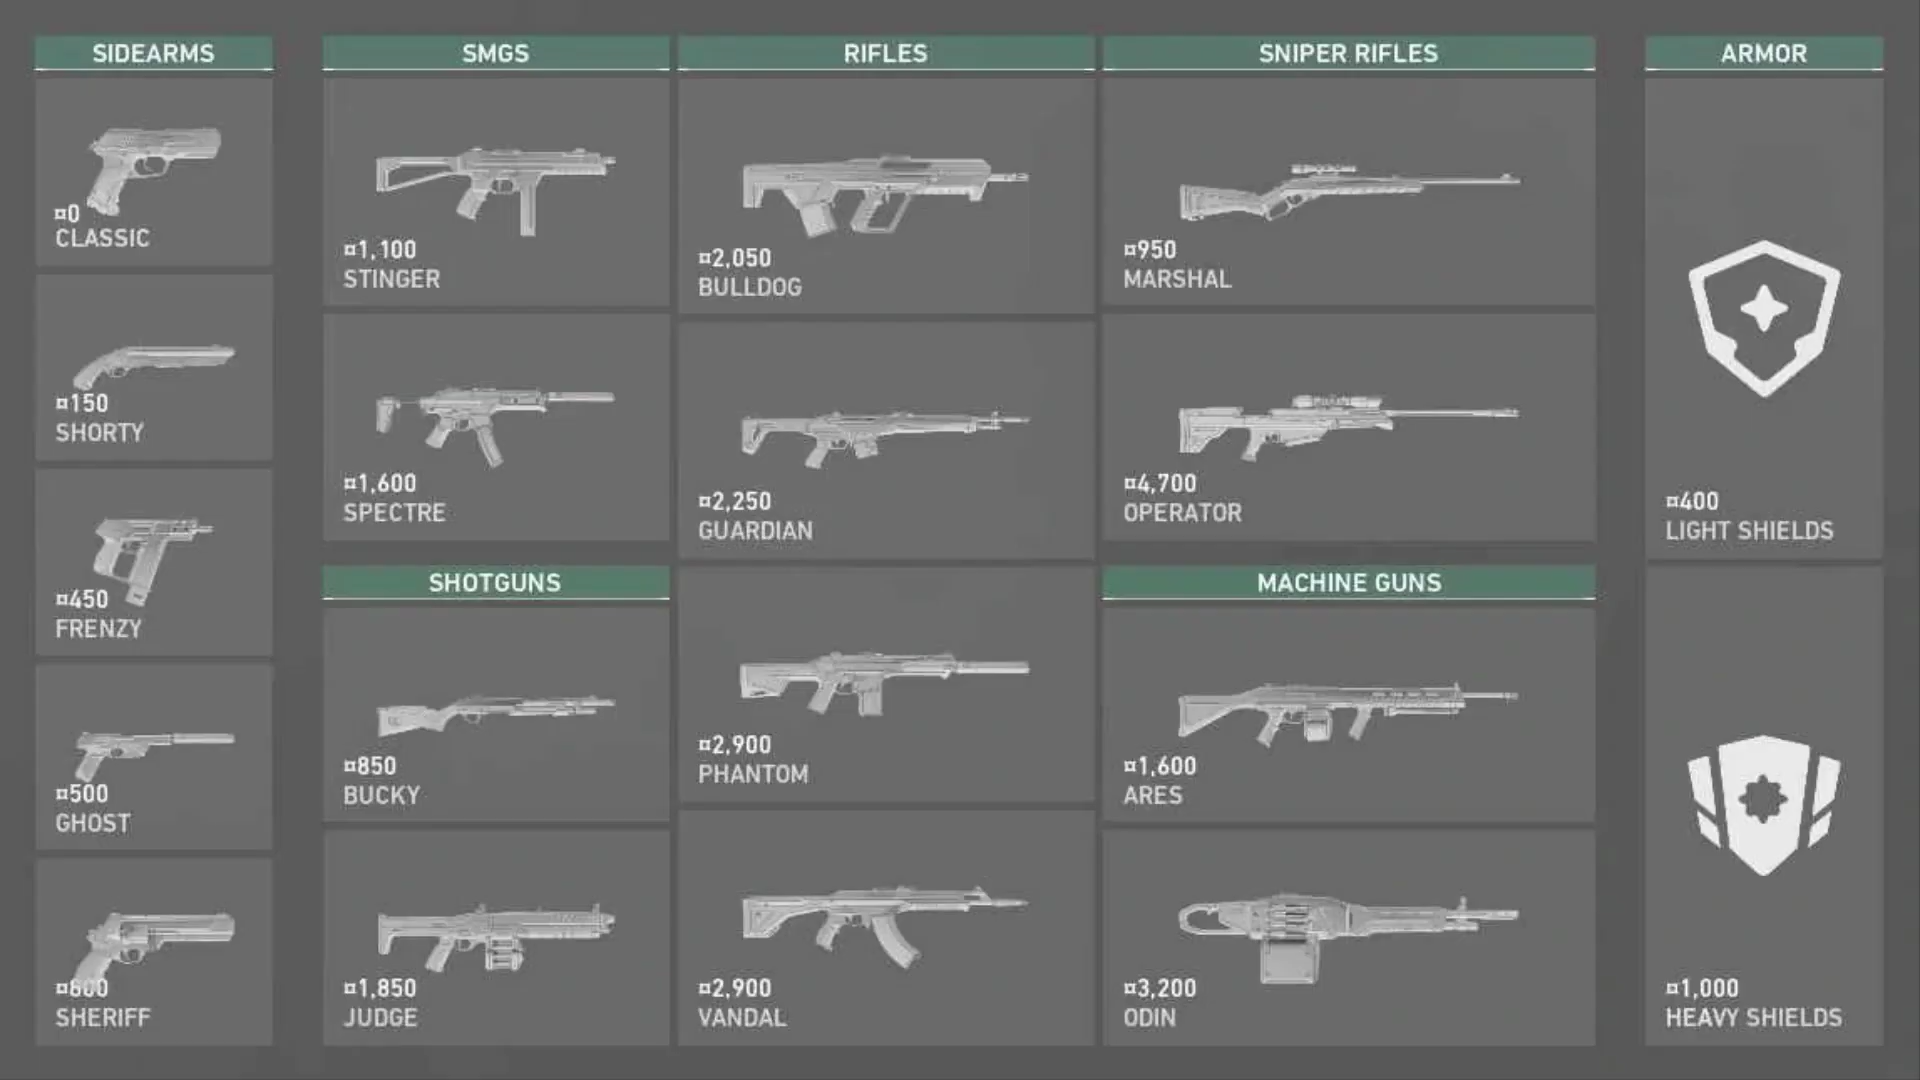 SIDEARMS
¤0
CLASSIC
¤150
SHORTY
¤450
FRENZY
¤500
GHOST
¤800
SHERIFF
SMGS
¤1,100
STINGER
¤1,600
SPECTRE
SHOTGUNS
¤850
BUCKY
¤1,850
JUDGE
RIFLES
¤2,050
BULLDOG
¤2,250
GUARDIAN
¤2,900
PHANTOM
¤2,900
VANDAL
SNIPER RIFLES
¤950
MARSHAL
¤4,700
OPERATOR
MACHINE GUNS
¤1,600
ARES
¤3,200
ODIN
ARMOR
¤400
LIGHT SHIELDS
¤1,000
HEAVY SHIELDS